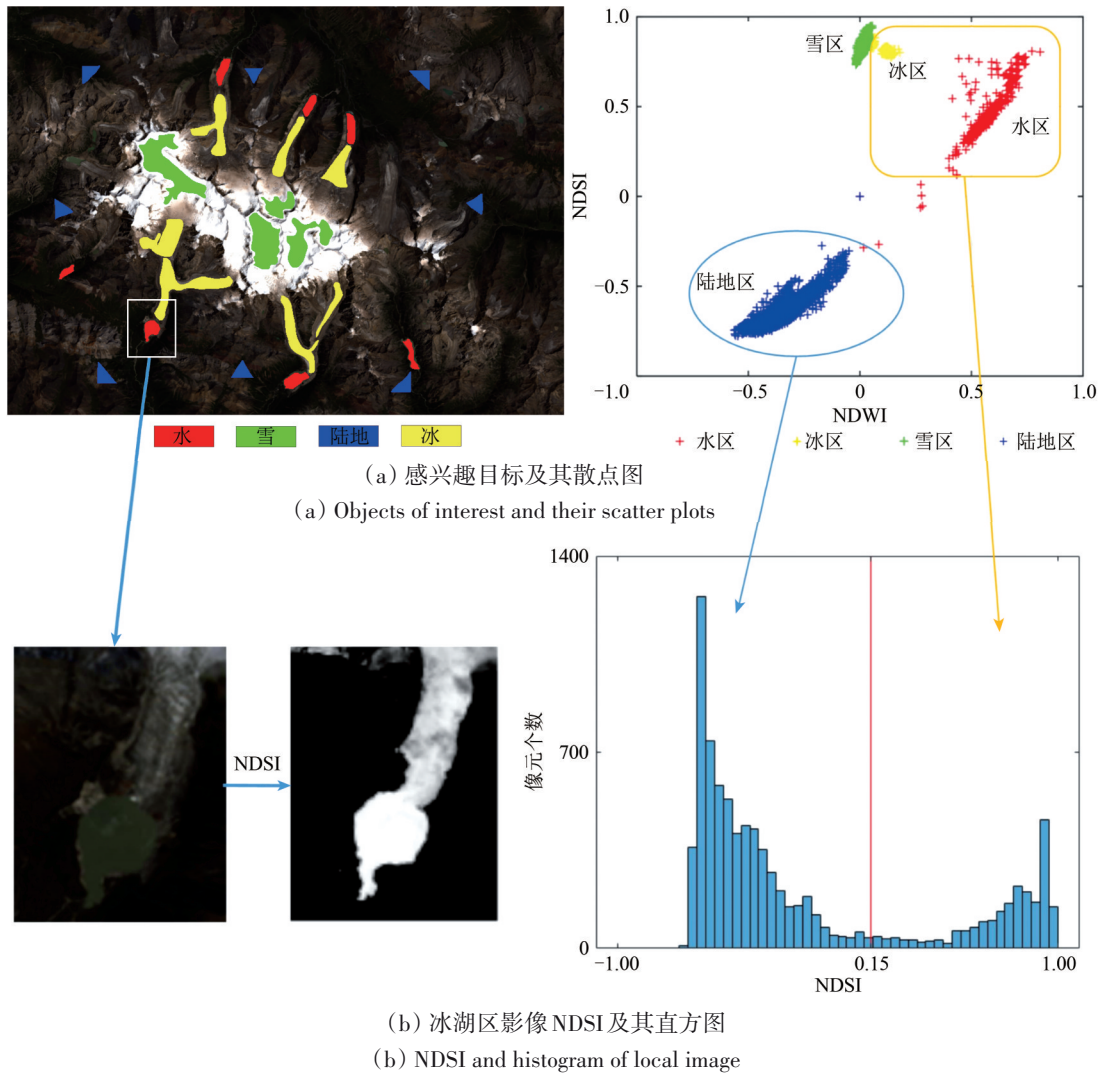 水 雪 陆地 冰
1.0
0.5
0
−0.5
−1.0
−0.5
0
0.5
1.0
NDSI
NDWI
雪区
冰区
水区
陆地区
水区 冰区 雪区 陆地区
(a) 感兴趣目标及其散点图
(a) Objects of interest and their scatter plots
NDSI
1400
700
0
像元个数
−1.00
0.15
1.00
NDSI
(b) 冰湖区影像NDSI及其直方图
(b) NDSI and histogram of local image